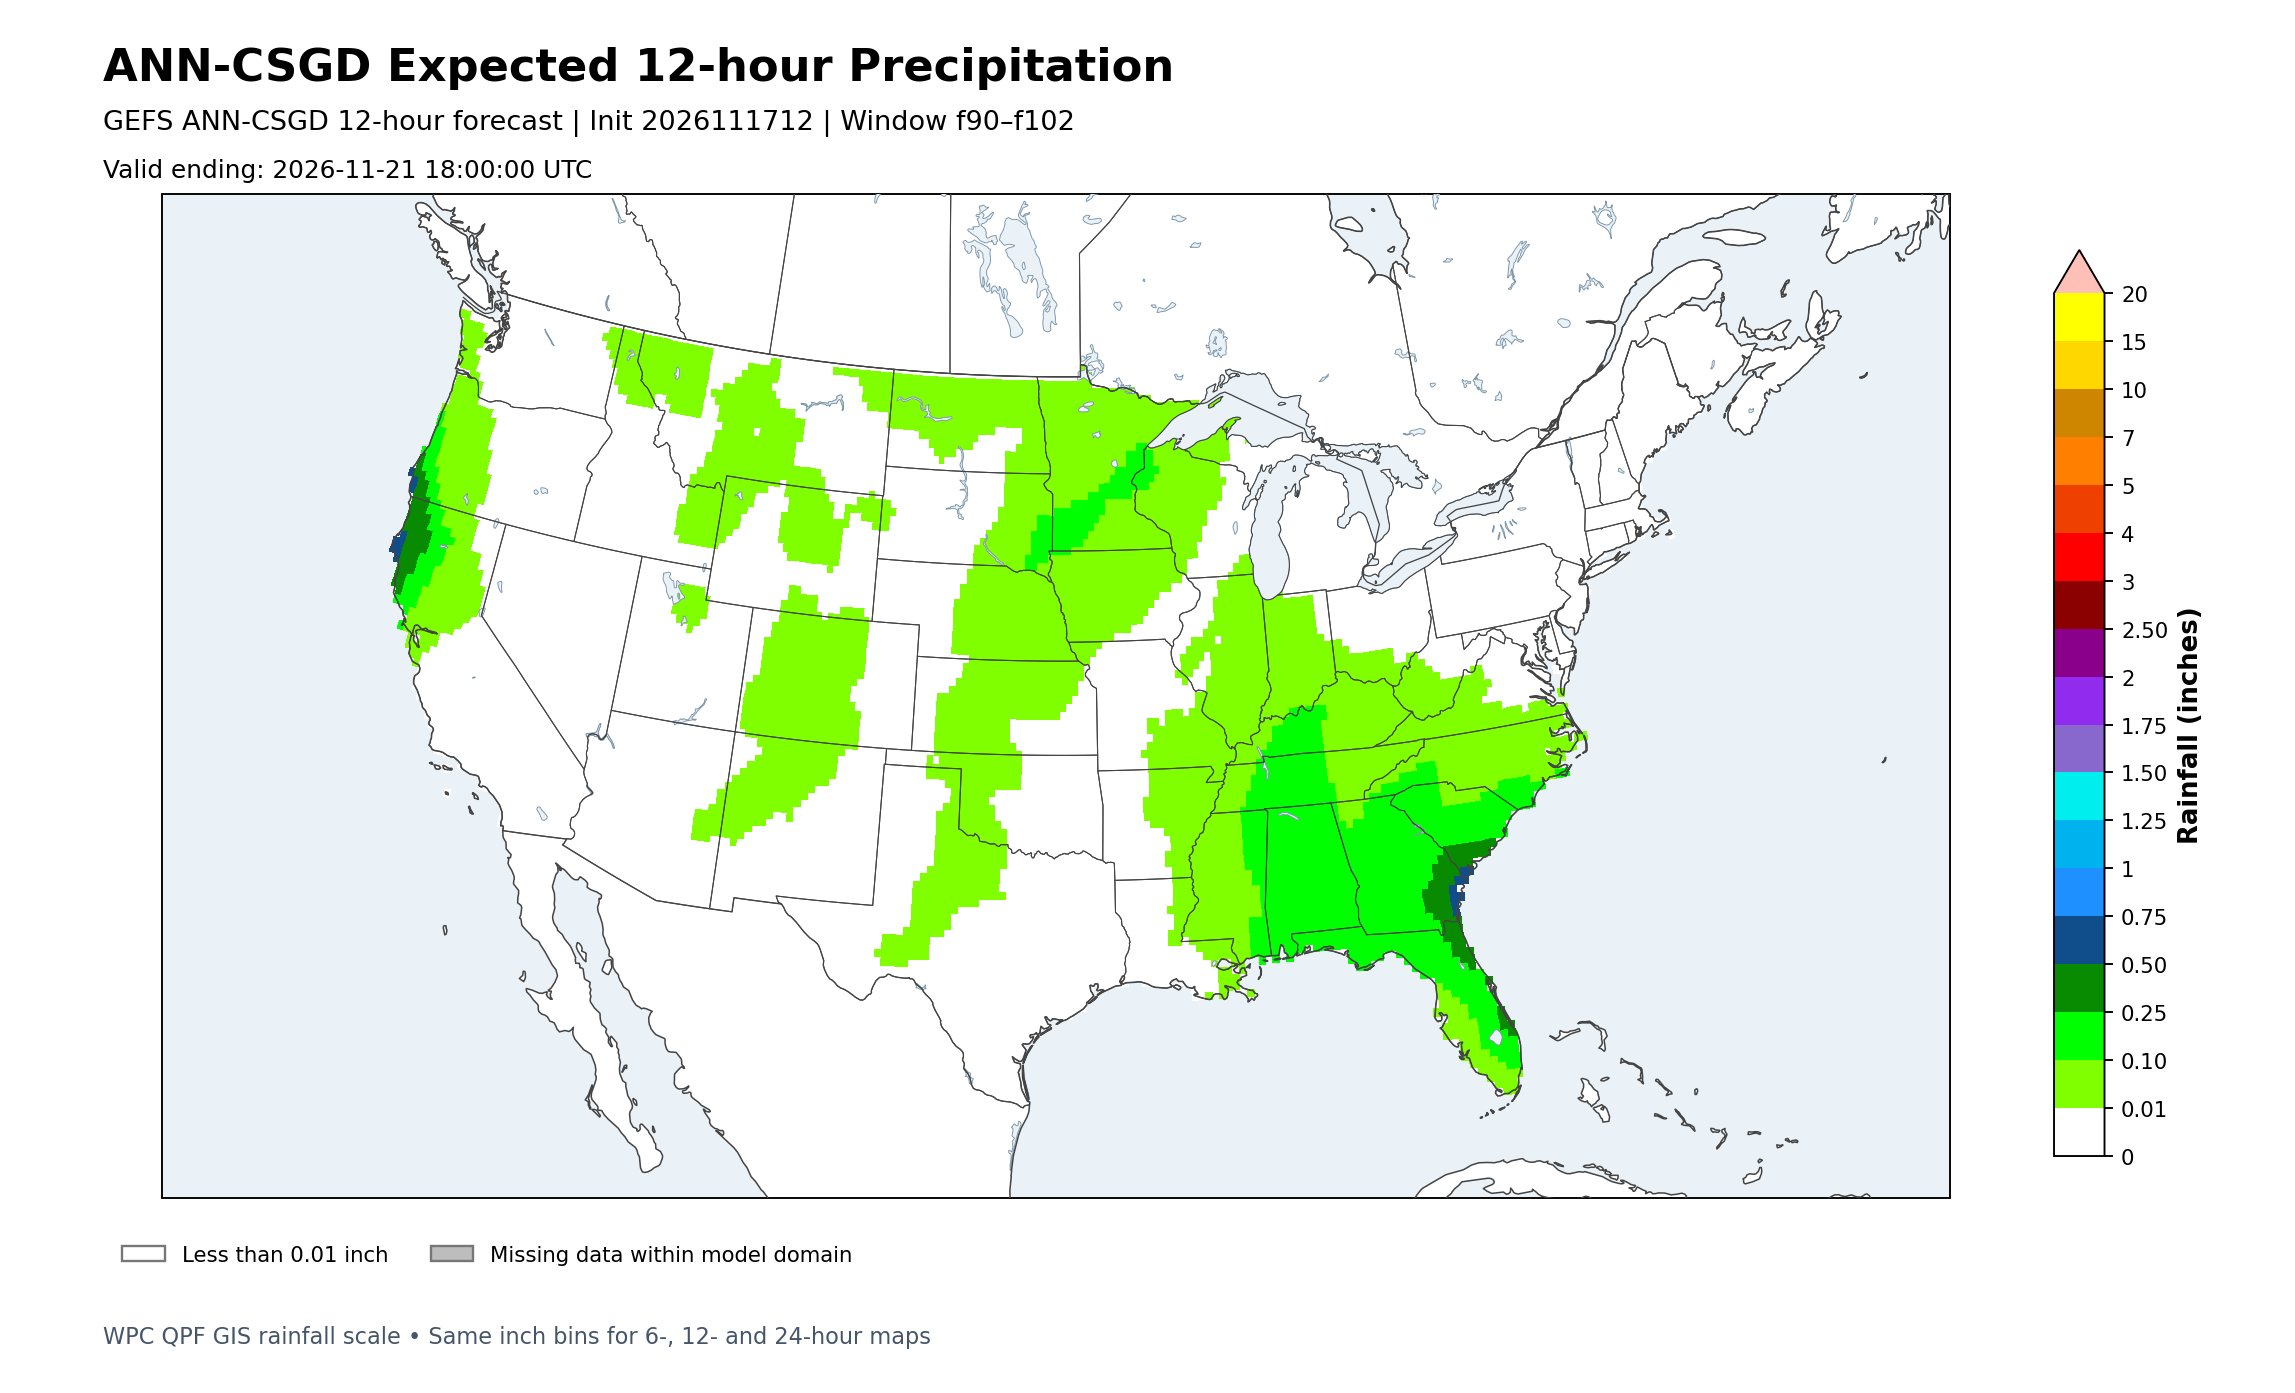 ANN-CSGD Expected 12-hour Precipitation
GEFS ANN-CSGD 12-hour forecast | Init 2026111712 | Window f90–f102
Valid ending: 2026-11-21 18:00:00 UTC
20
15
10
7
5
4
3
2.50
2
1.75
1.50
1.25
1
0.75
0.50
0.25
0.10
0.01
0
Rainfall (inches)
Less than 0.01 inch
Missing data within model domain
WPC QPF GIS rainfall scale • Same inch bins for 6-, 12- and 24-hour maps